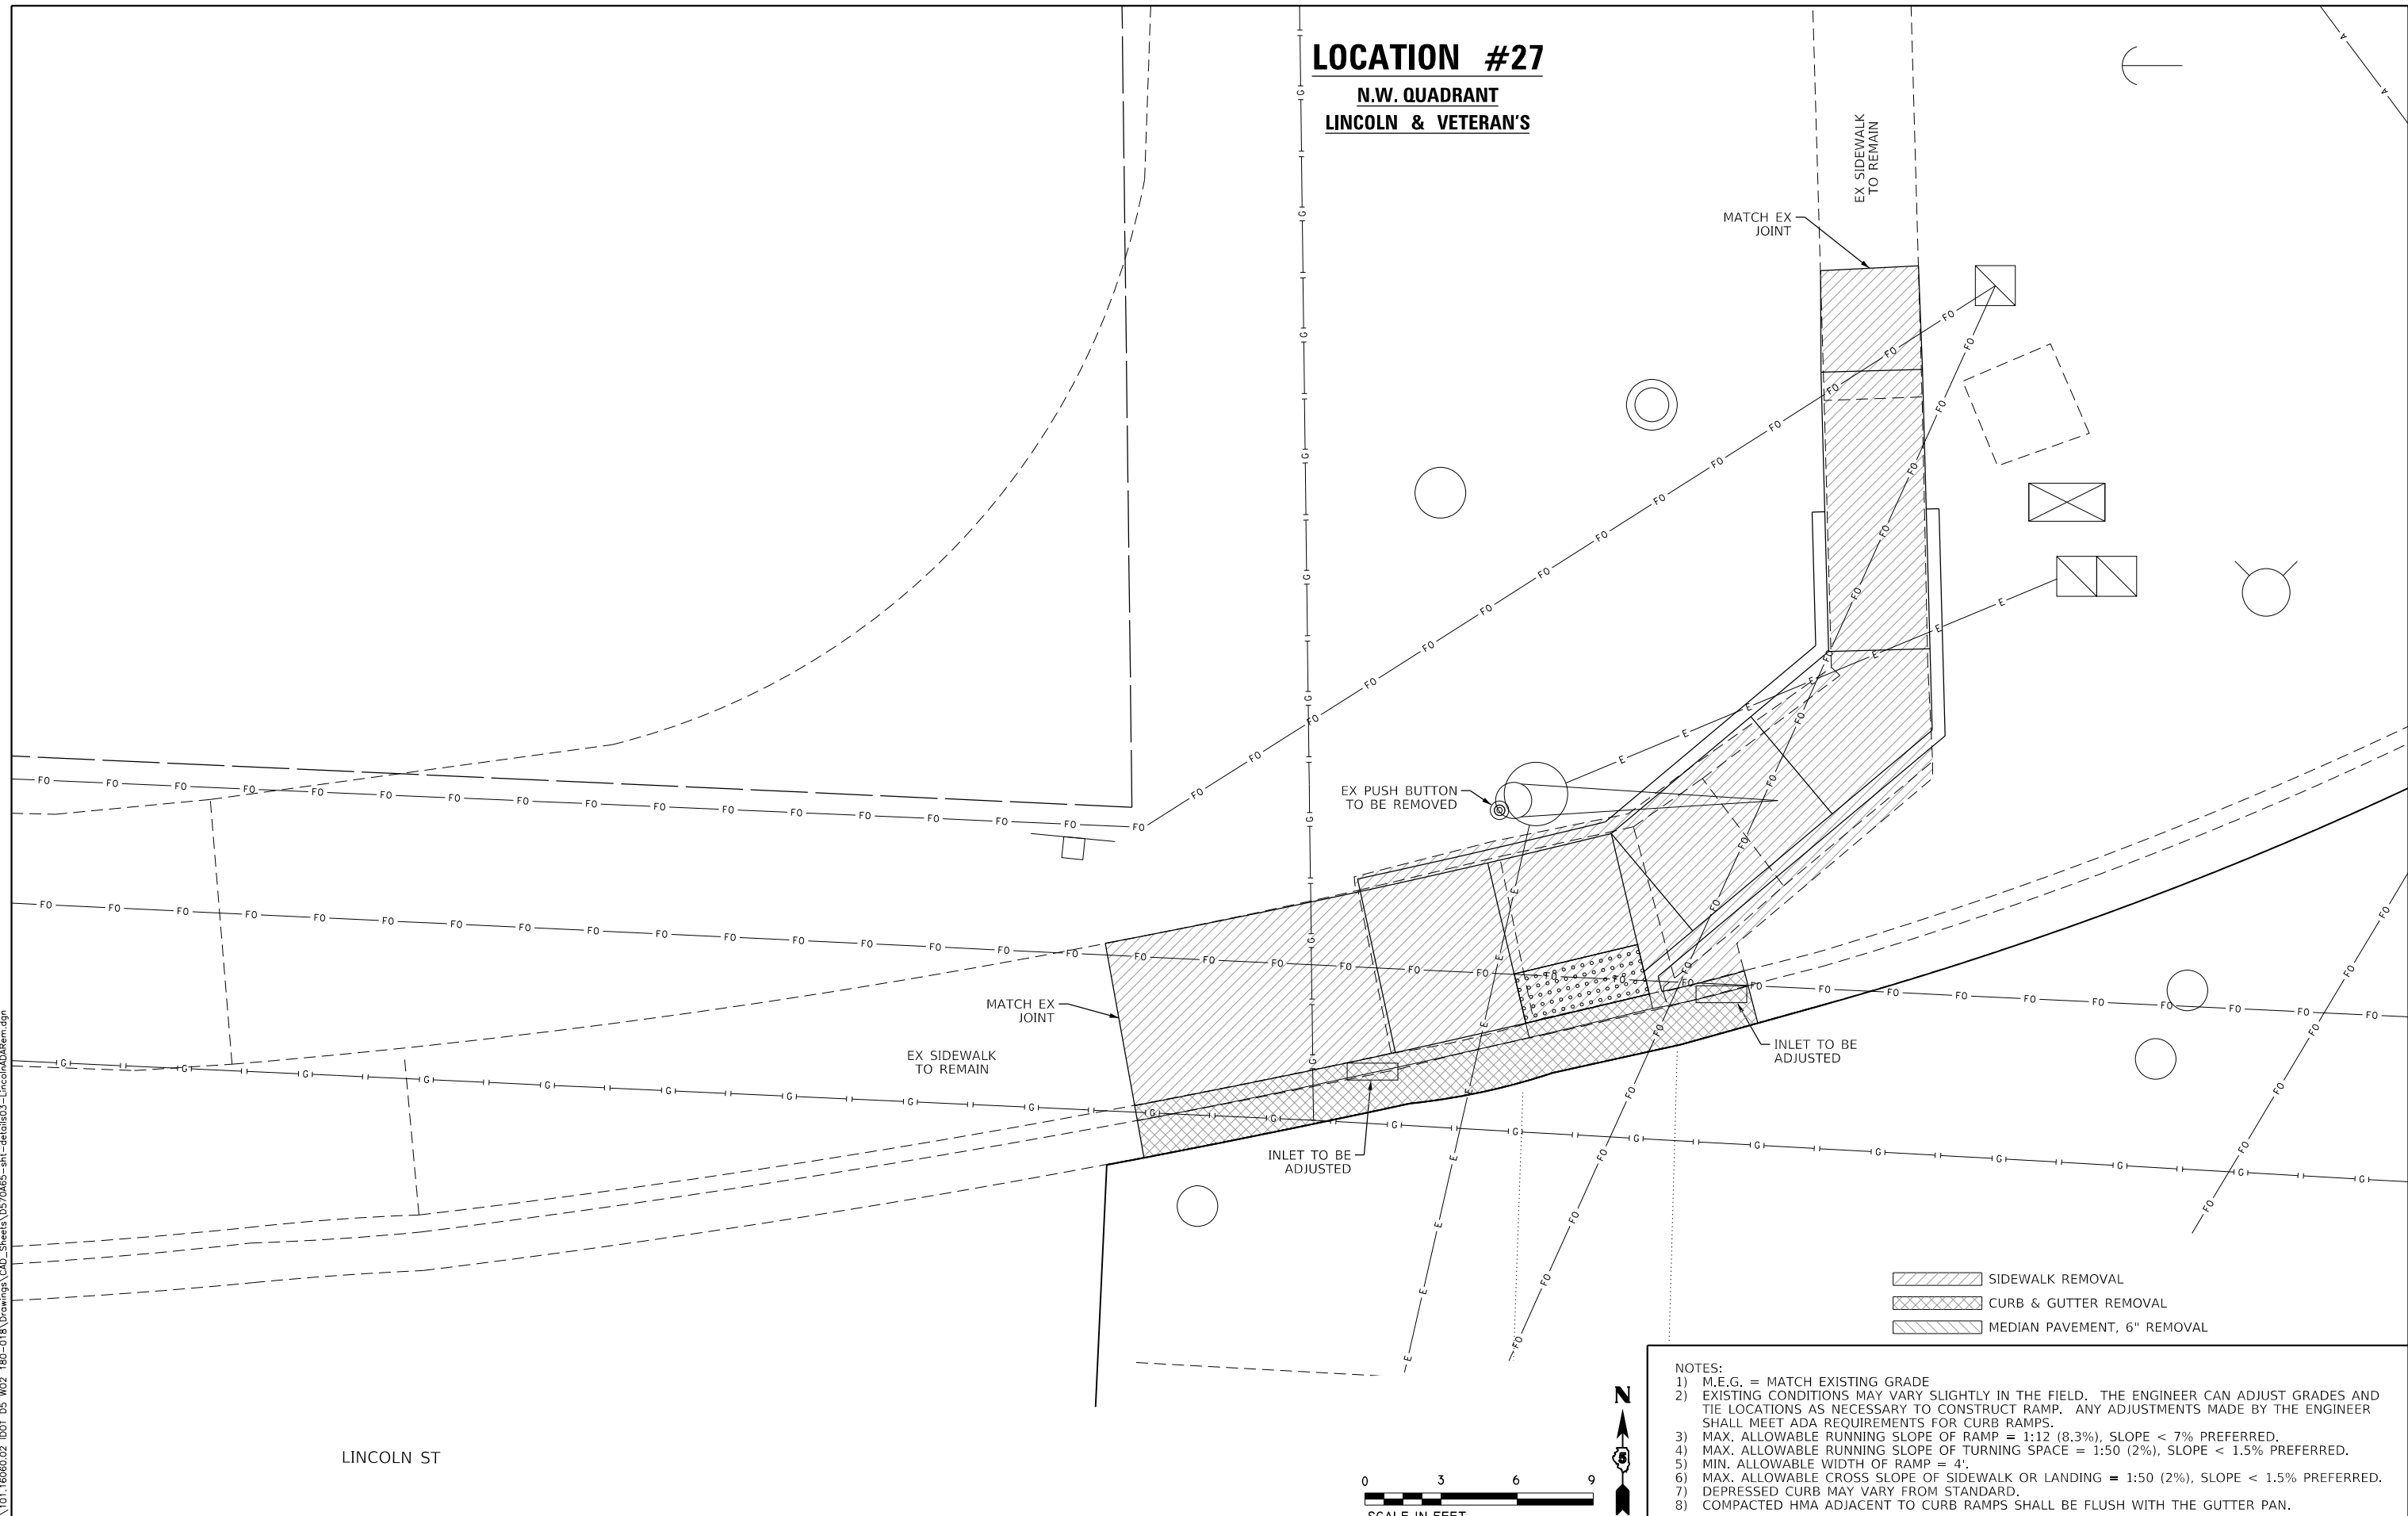 LOCATION #27
N.W. QUADRANT
LINCOLN & VETERAN'S
EX SIDEWALK
TO REMAIN
MATCH EX
JOINT
EX PUSH BUTTON
TO BE REMOVED
MATCH EX
JOINT
EX SIDEWALK
TO REMAIN
INLET TO BE
ADJUSTED
INLET TO BE
ADJUSTED
SIDEWALK REMOVAL
CURB & GUTTER REMOVAL
MEDIAN PAVEMENT, 6" REMOVAL
LINCOLN ST
N
5
0 3 6 9
SCALE IN FEET
NOTES:
1) M.E.G. = MATCH EXISTING GRADE
2) EXISTING CONDITIONS MAY VARY SLIGHTLY IN THE FIELD. THE ENGINEER CAN ADJUST GRADES AND
TIE LOCATIONS AS NECESSARY TO CONSTRUCT RAMP. ANY ADJUSTMENTS MADE BY THE ENGINEER
SHALL MEET ADA REQUIREMENTS FOR CURB RAMPS.
3) MAX. ALLOWABLE RUNNING SLOPE OF RAMP = 1:12 (8.3%), SLOPE < 7% PREFERRED.
4) MAX. ALLOWABLE RUNNING SLOPE OF TURNING SPACE = 1:50 (2%), SLOPE < 1.5% PREFERRED.
5) MIN. ALLOWABLE WIDTH OF RAMP = 4'.
6) MAX. ALLOWABLE CROSS SLOPE OF SIDEWALK OR LANDING = 1:50 (2%), SLOPE < 1.5% PREFERRED.
7) DEPRESSED CURB MAY VARY FROM STANDARD.
8) COMPACTED HMA ADJACENT TO CURB RAMPS SHALL BE FLUSH WITH THE GUTTER PAN.